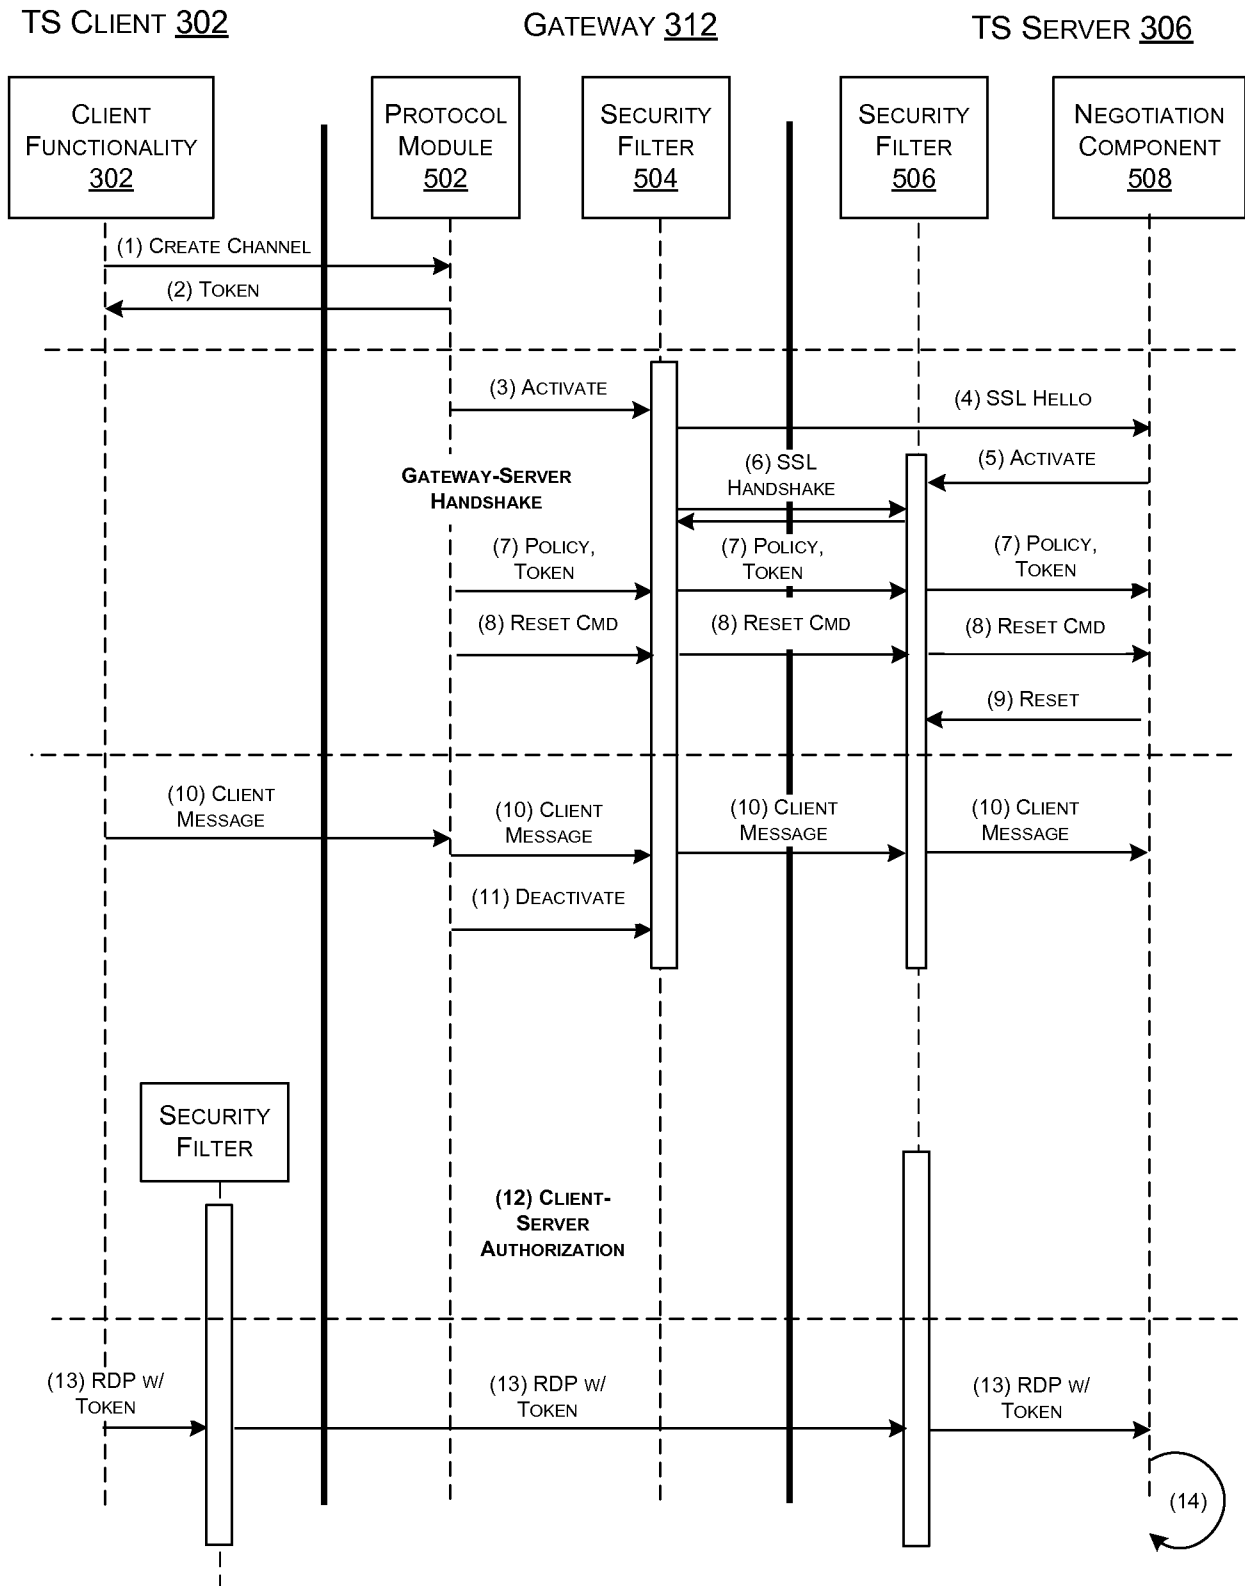 TS CLIENT 302
GATEWAY 312
TS SERVER 306
CLIENT
FUNCTIONALITY
302
PROTOCOL
MODULE
502
SECURITY
FILTER
504
SECURITY
FILTER
506
NEGOTIATION
COMPONENT
508
(1) CREATE CHANNEL
(2) TOKEN
(3) ACTIVATE
(4) SSL HELLO
(5) ACTIVATE
GATEWAY-SERVER
HANDSHAKE
(6) SSL
HANDSHAKE
(7) POLICY,
TOKEN
(7) POLICY,
TOKEN
(7) POLICY,
TOKEN
(8) RESET CMD
(8) RESET CMD
(8) RESET CMD
(9) RESET
(10) CLIENT
MESSAGE
(10) CLIENT
MESSAGE
(10) CLIENT
MESSAGE
(10) CLIENT
MESSAGE
(11) DEACTIVATE
SECURITY
FILTER
(12) CLIENT-
SERVER
AUTHORIZATION
(13) RDP W/
TOKEN
(13) RDP W/
TOKEN
(13) RDP W/
TOKEN
(14)